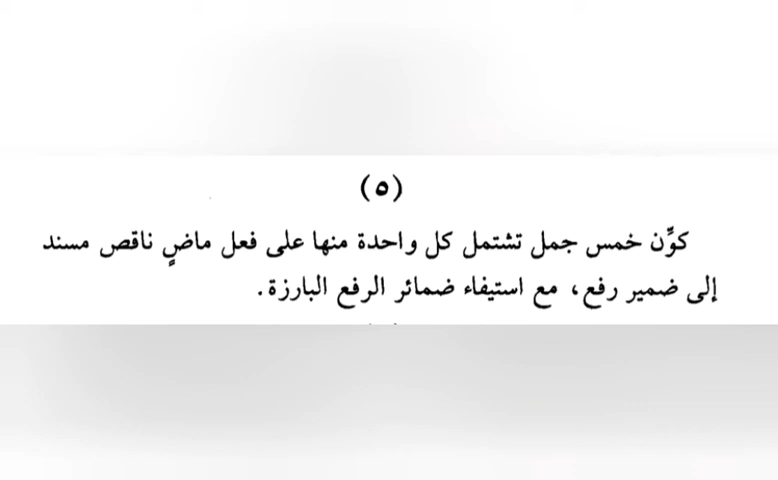 (٥)
كوِّن خمس جمل تشتمل كل واحدة منها على فعل ماضٍ ناقص مسند
إلى ضمير رفع، مع استيفاء ضمائر الرفع البارزة.